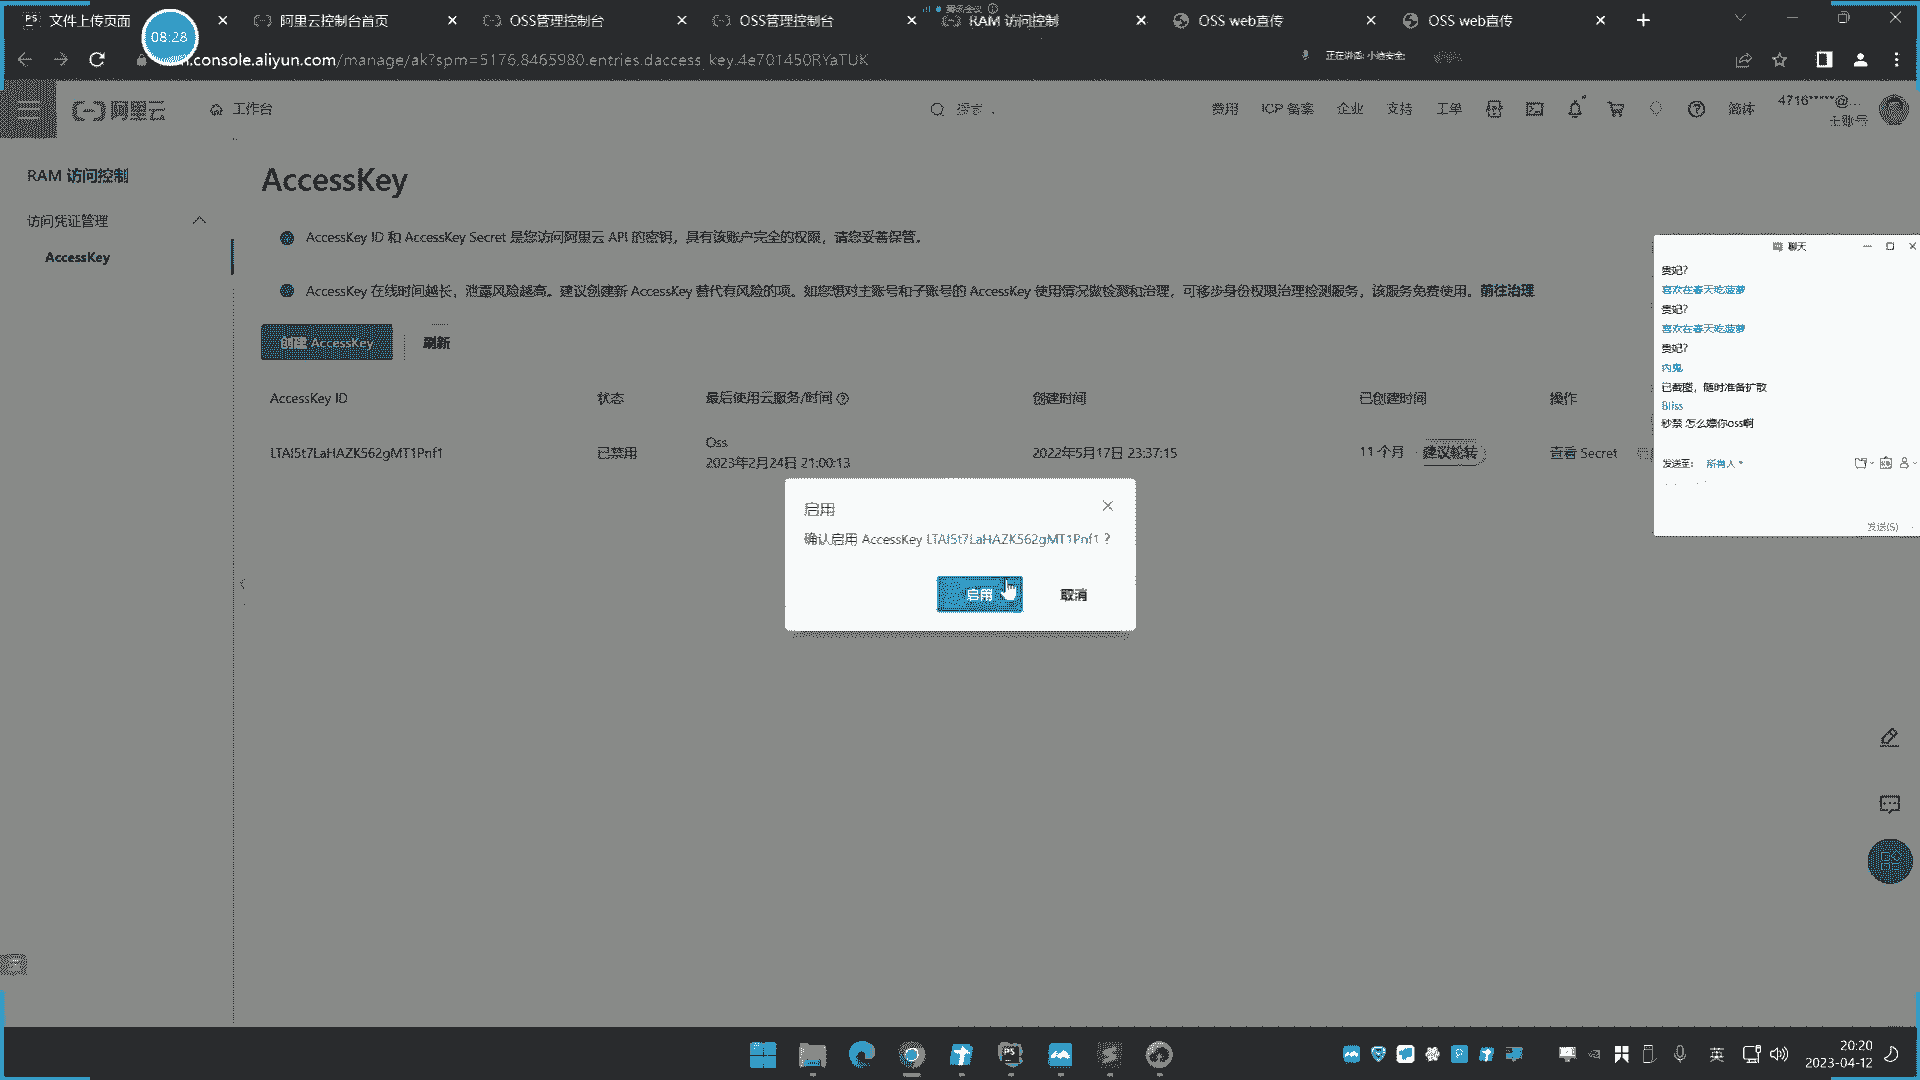 文件上传页面
阿里云控制台首页
OSS管理控制台
OSS管理控制台
RAM 访问控制
OSS web直传
OSS web直传
08:28
.console.aliyun.com/manage/ak?spm=5176.8465980.entries.daccess_key.4e701450RYaTUK
正在讲话: 小迪安全;
阿里云
工作台
费用
ICP 备案
企业
支持
工单
简体
4716*****@...
主账号
RAM 访问控制
访问凭证管理
AccessKey
AccessKey
AccessKey ID 和 AccessKey Secret 是您访问阿里云 API 的密钥，具有该账户完全的权限，请您妥善保管。
AccessKey 在线时间越长，泄露风险越高。建议创建新 AccessKey 替代有风险的项。如您想对主账号和子账号的 AccessKey 使用情况做检测和治理，可移步身份权限治理检测服务，该服务免费使用。前往治理
创建 AccessKey
刷新
AccessKey ID
状态
最后使用云服务/时间
创建时间
已创建时间
操作
LTAI5t7LaHAZK562gMT1Pnf1
已禁用
Oss
2023年2月24日 21:00:13
2022年5月17日 23:37:15
11 个月
建议轮转
查看 Secret
启用
确认启用 AccessKey LTAI5t7LaHAZK562gMT1Pnf1 ?
启用
取消
聊天
贵妃?
喜欢在春天吃菠萝
贵妃?
喜欢在春天吃菠萝
贵妃?
内鬼
已截图，随时准备扩散
Bliss
秒禁 怎么嫖你oss啊
发送至:
所有人
发送(S)
英
20:20
2023-04-12